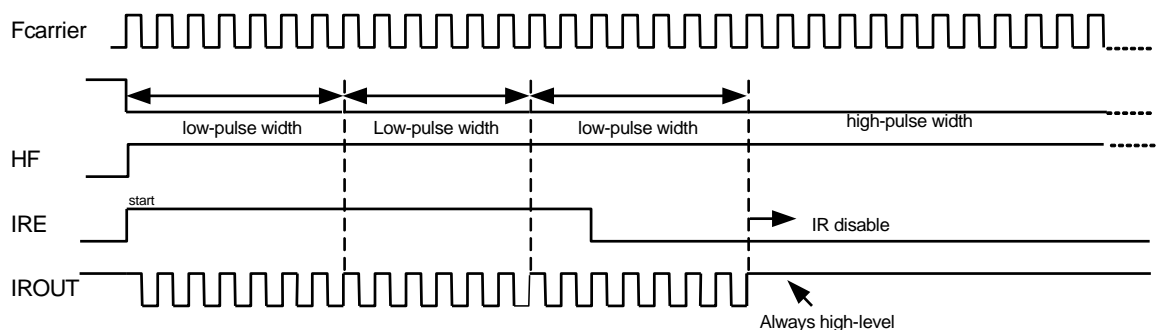 Fcarrier
low-pulse width
Low-pulse width
low-pulse width
high-pulse width
HF
start
IRE
IR disable
IROUT
Always high-level